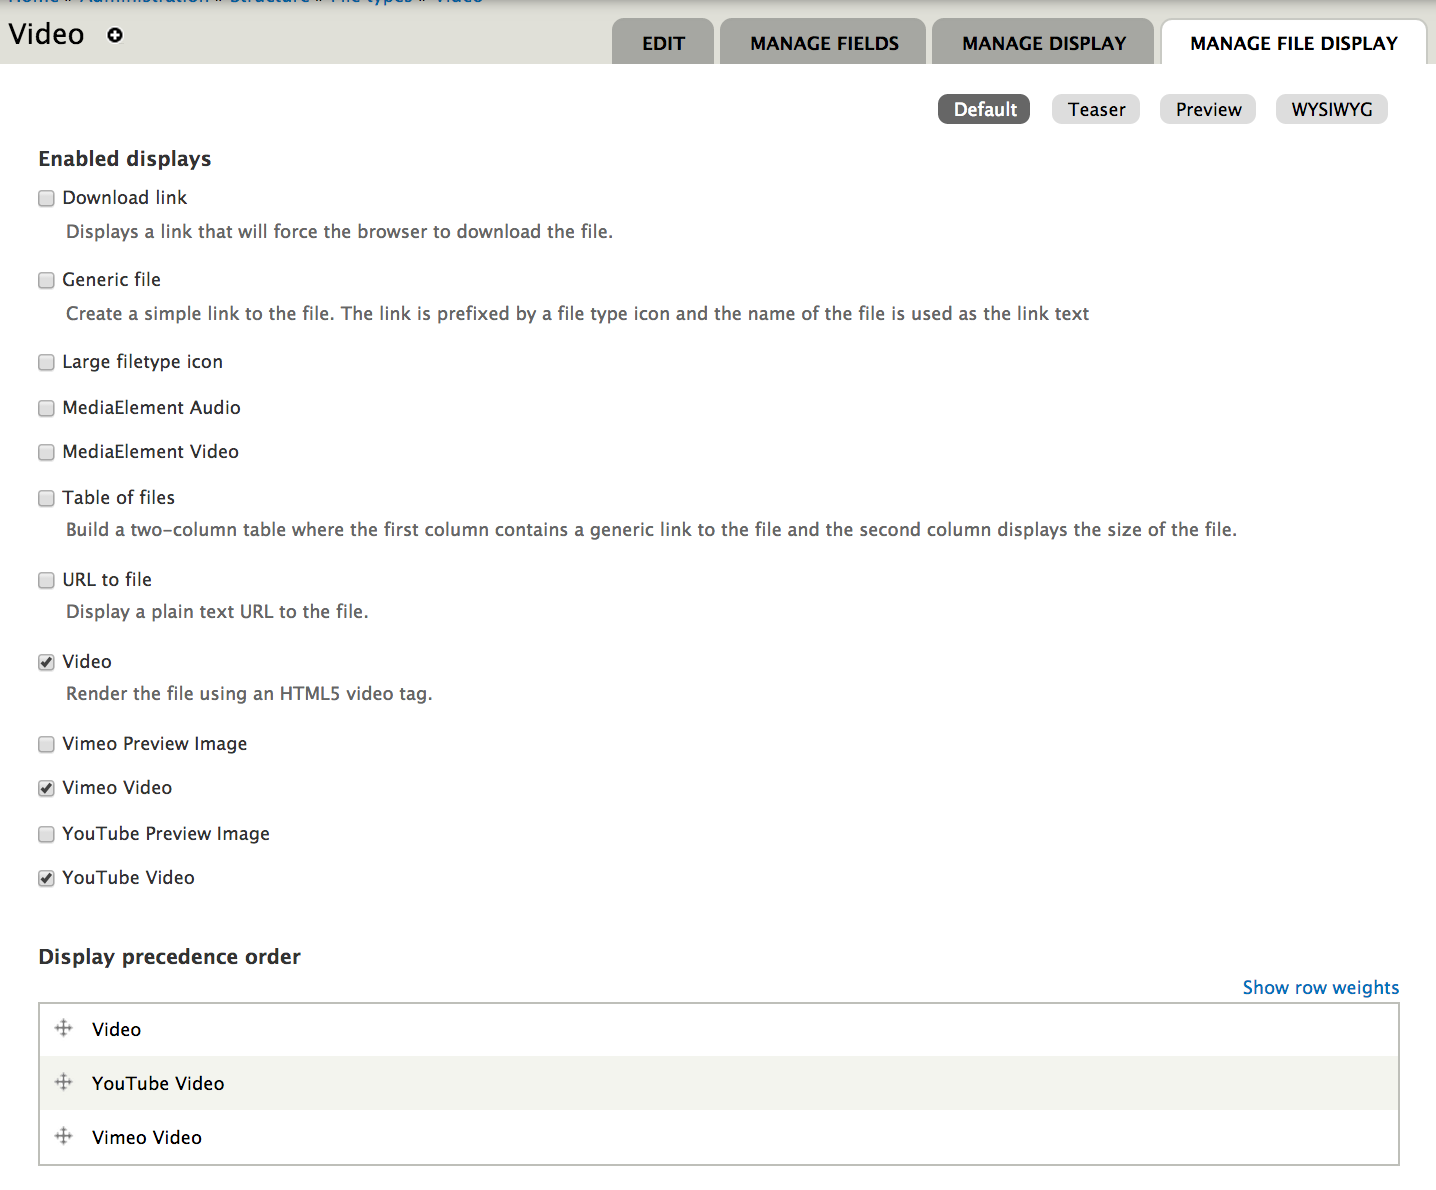 Home » Administration » Structure » File types » Video
Video
EDIT
MANAGE FIELDS
MANAGE DISPLAY
MANAGE FILE DISPLAY
Default
Teaser
Preview
WYSIWYG
Enabled displays
Download link
Displays a link that will force the browser to download the file.
Generic file
Create a simple link to the file. The link is prefixed by a file type icon and the name of the file is used as the link text
Large filetype icon
MediaElement Audio
MediaElement Video
Table of files
Build a two-column table where the first column contains a generic link to the file and the second column displays the size of the file.
URL to file
Display a plain text URL to the file.
Video
Render the file using an HTML5 video tag.
Vimeo Preview Image
Vimeo Video
YouTube Preview Image
YouTube Video
Display precedence order
Show row weights
Video
YouTube Video
Vimeo Video